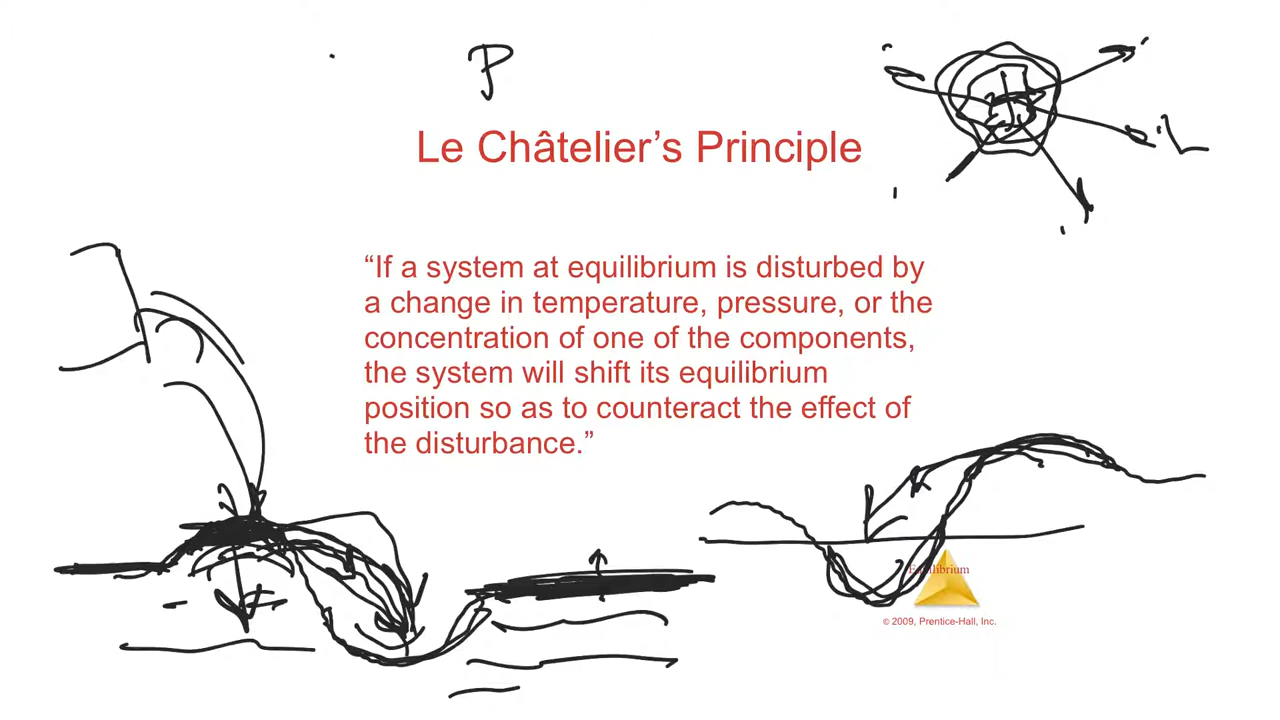 P
Le Châtelier’s Principle
“If a system at equilibrium is disturbed by
a change in temperature, pressure, or the
concentration of one of the components,
the system will shift its equilibrium
position so as to counteract the effect of
the disturbance.”
Equilibrium
© 2009, Prentice-Hall, Inc.